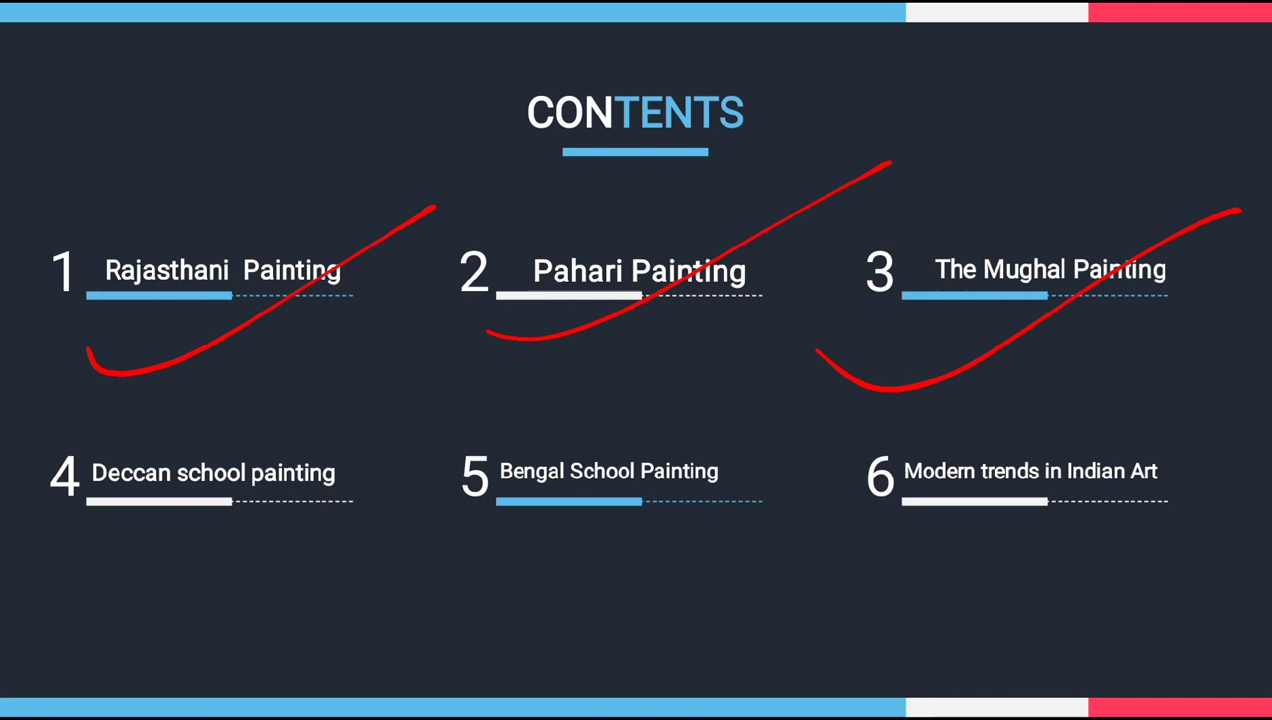 CONTENTS
1 Rajasthani Painting
2 Pahari Painting
3 The Mughal Painting
4 Deccan school painting
5 Bengal School Painting
6 Modern trends in Indian Art